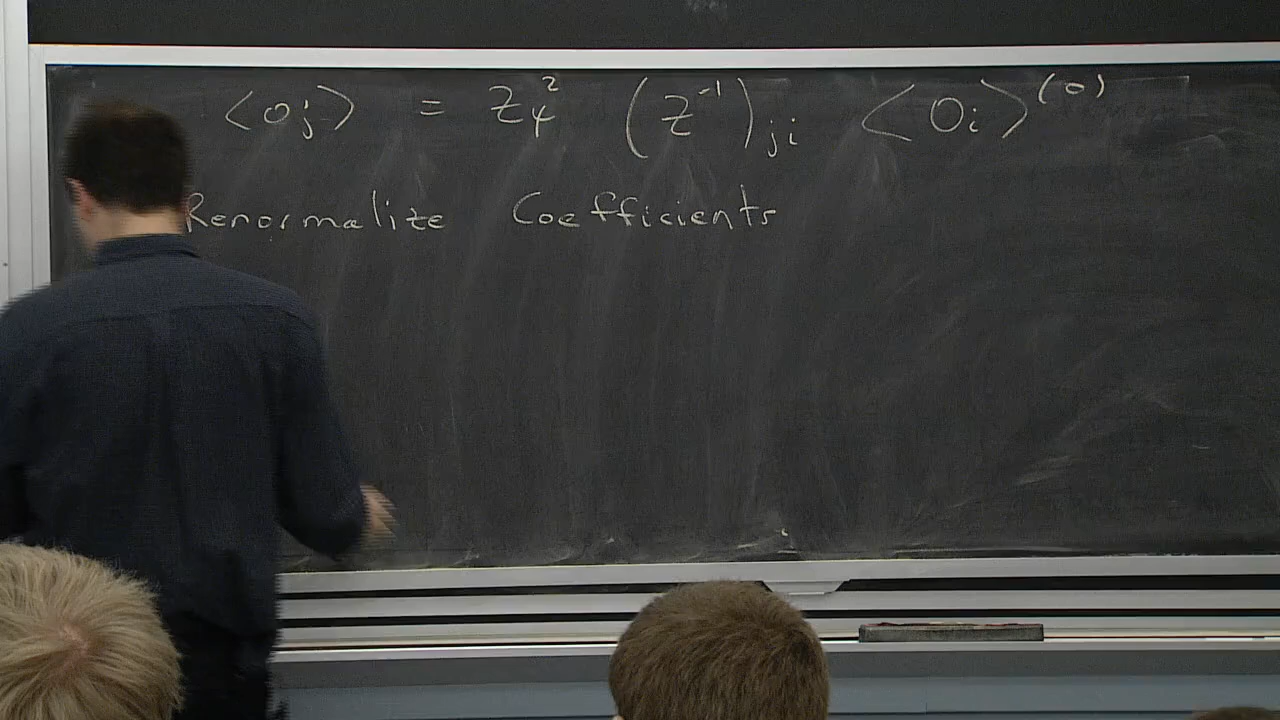 ⟨O_j⟩ = Z_ψ^2 (Z^{-1})_{ji} ⟨O_i⟩^{(0)}
Renormalize Coefficients